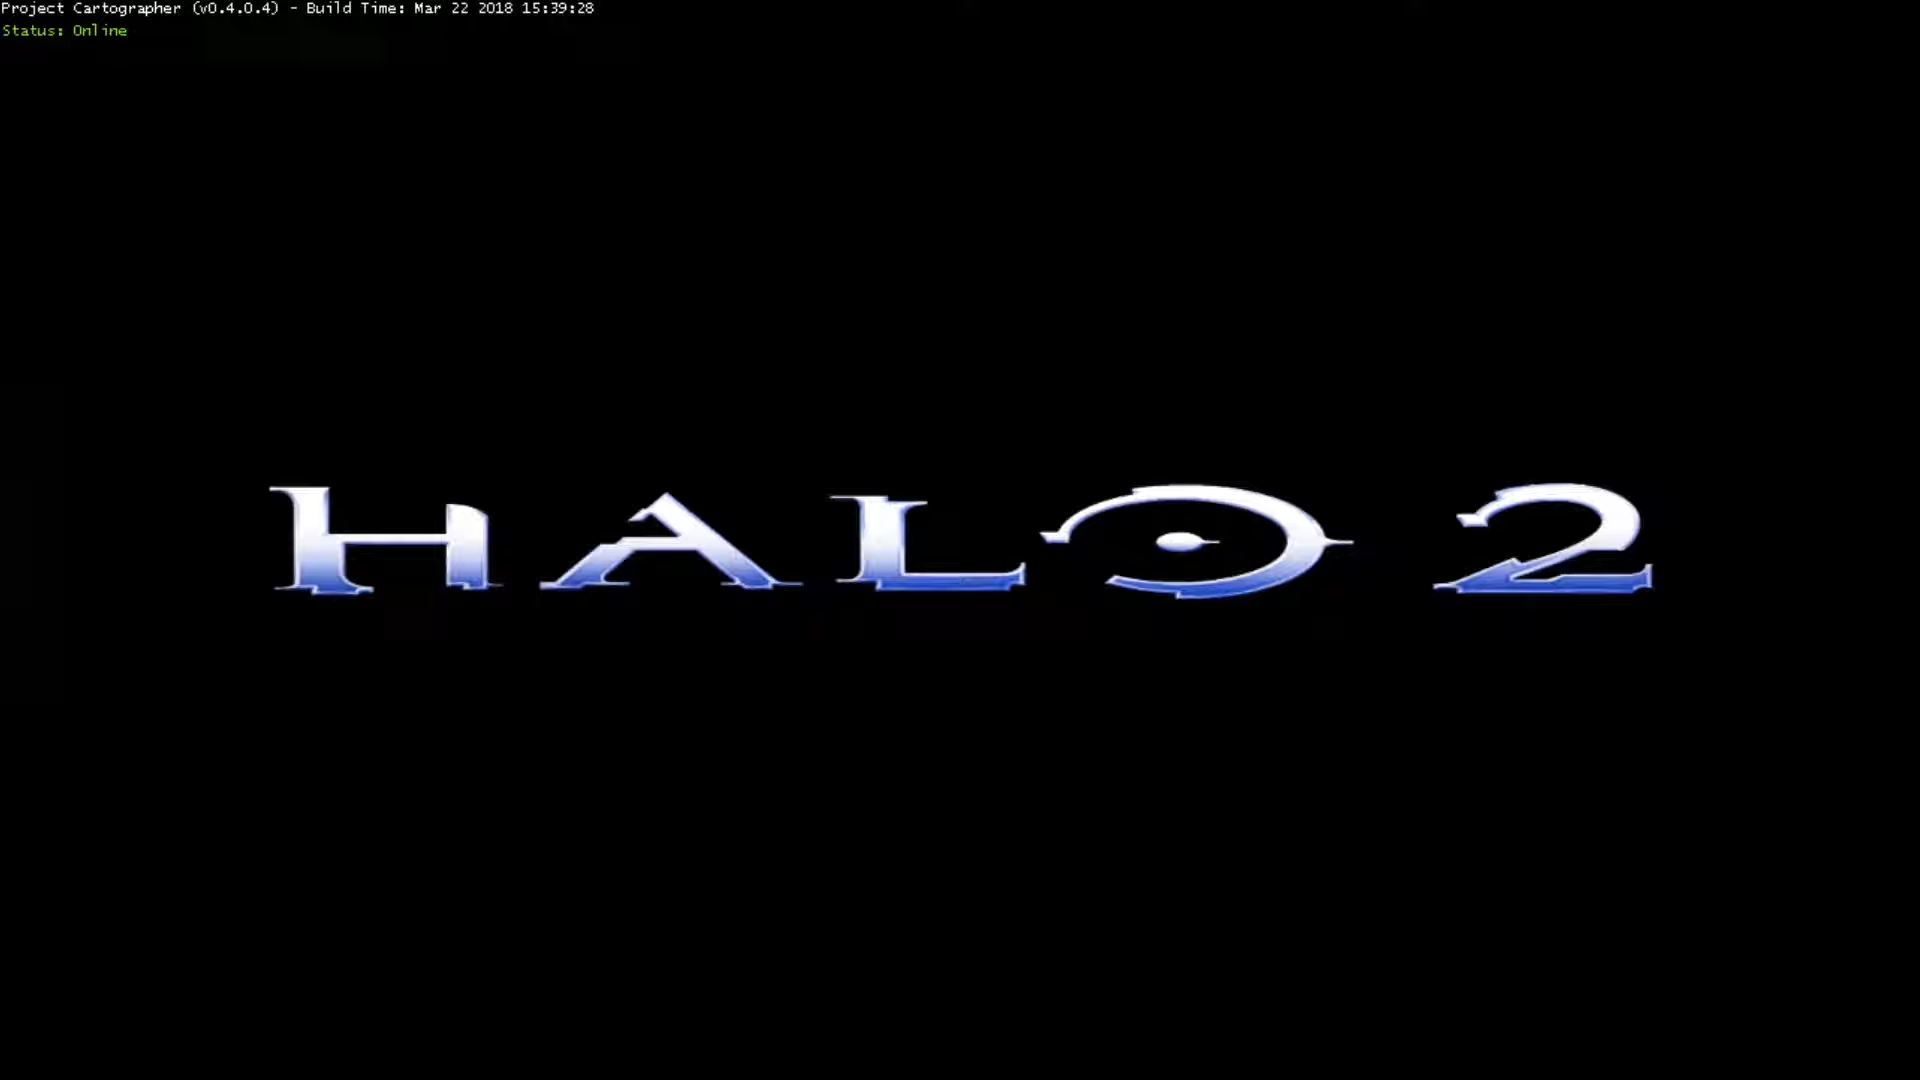 Project Cartographer (v0.4.0.4) - Build Time: Mar 22 2018 15:39:28
Status: Online
HALO 2